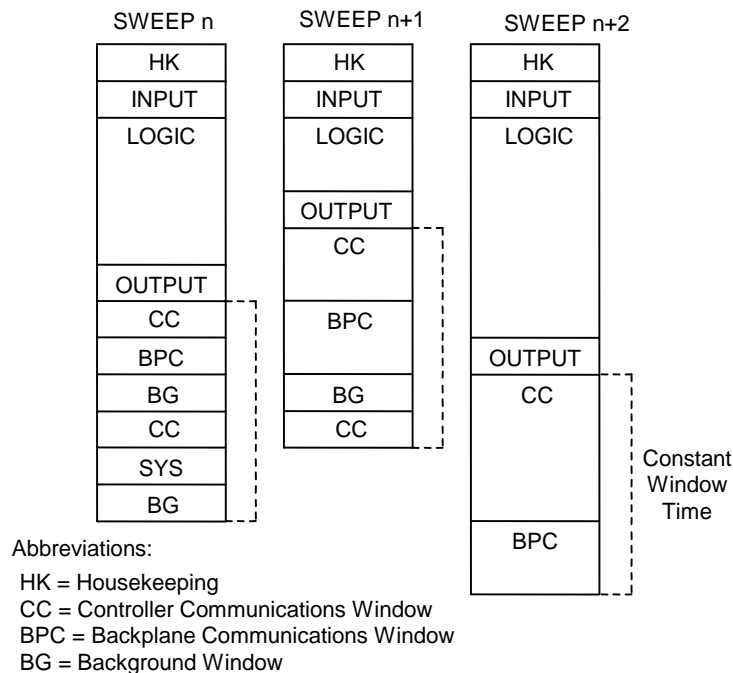 SWEEP n
HK
INPUT
LOGIC
OUTPUT
CC
BPC
BG
CC
SYS
BG
SWEEP n+1
HK
INPUT
LOGIC
OUTPUT
CC
BPC
BG
CC
SWEEP n+2
HK
INPUT
LOGIC
OUTPUT
CC
BPC
Constant
Window
Time
Abbreviations:
HK = Housekeeping
CC = Controller Communications Window
BPC = Backplane Communications Window
BG = Background Window